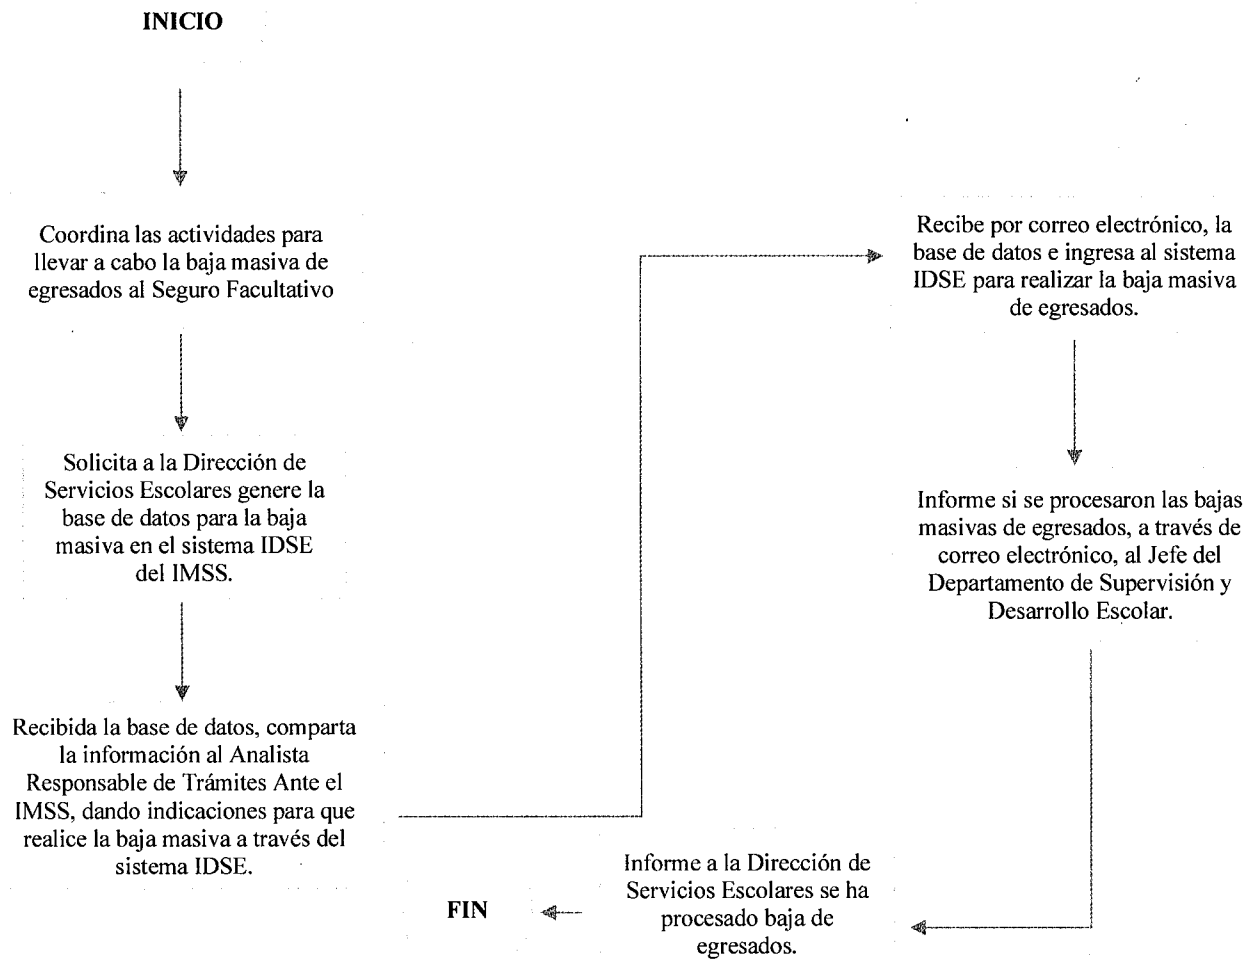 INICIO
Coordina las actividades para
llevar a cabo la baja masiva de
egresados al Seguro Facultativo
Solicita a la Dirección de
Servicios Escolares genere la
base de datos para la baja
masiva en el sistema IDSE
del IMSS.
Recibida la base de datos, comparta
la información al Analista
Responsable de Trámites Ante el
IMSS, dando indicaciones para que
realice la baja masiva a través del
sistema IDSE.
Recibe por correo electrónico, la
base de datos e ingresa al sistema
IDSE para realizar la baja masiva
de egresados.
Informe si se procesaron las bajas
masivas de egresados, a través de
correo electrónico, al Jefe del
Departamento de Supervisión y
Desarrollo Escolar.
Informe a la Dirección de
Servicios Escolares se ha
procesado baja de
egresados.
FIN